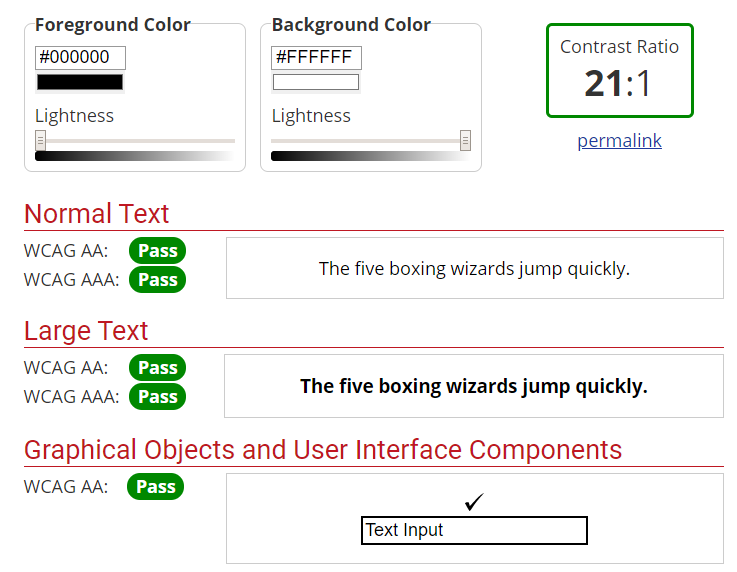 Foreground Color
#000000
Lightness
Background Color
#FFFFFF
Lightness
Contrast Ratio
21:1
permalink
Normal Text
WCAG AA: Pass
WCAG AAA: Pass
The five boxing wizards jump quickly.
Large Text
WCAG AA: Pass
WCAG AAA: Pass
The five boxing wizards jump quickly.
Graphical Objects and User Interface Components
WCAG AA: Pass
✓
Text Input